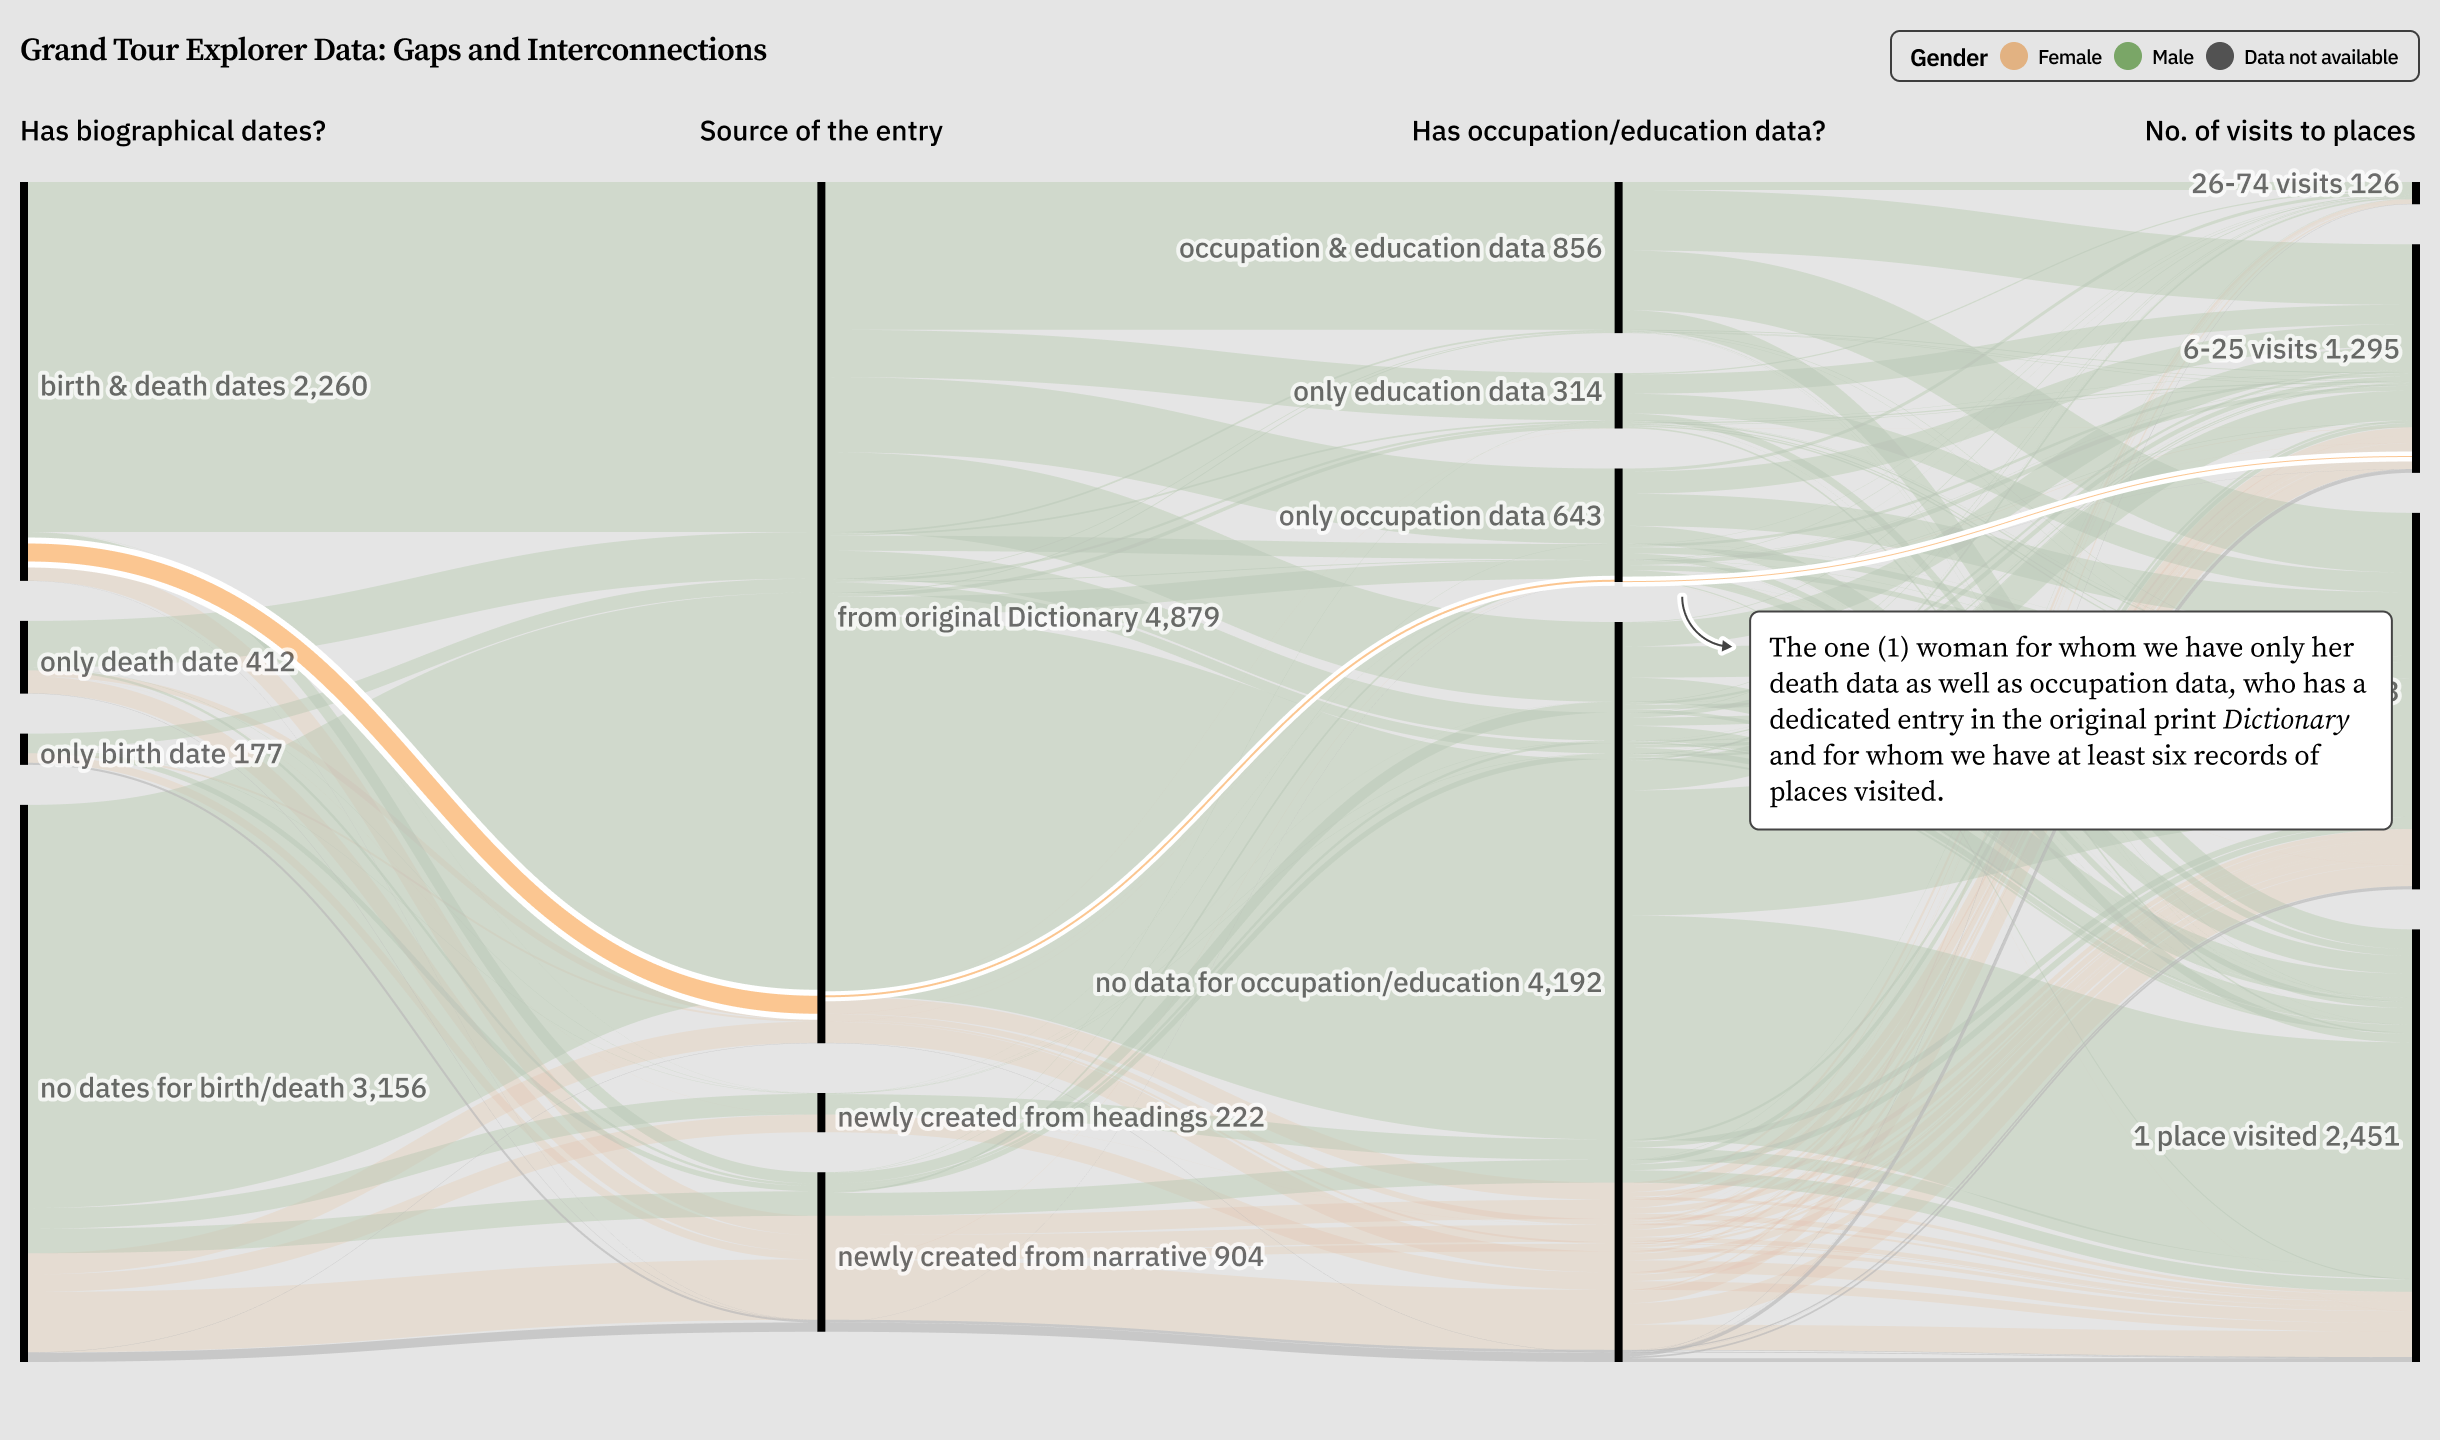 Grand Tour Explorer Data: Gaps and Interconnections
Gender Female Male Data not available
Has biographical dates?
Source of the entry
Has occupation/education data?
No. of visits to places
26-74 visits 126
occupation & education data 856
6-25 visits 1,295
birth & death dates 2,260
only education data 314
only occupation data 643
from original Dictionary 4,879
The one (1) woman for whom we have only her
death data as well as occupation data, who has a
dedicated entry in the original print Dictionary
and for whom we have at least six records of
places visited.
only death date 412
only birth date 177
no data for occupation/education 4,192
no dates for birth/death 3,156
newly created from headings 222
1 place visited 2,451
newly created from narrative 904